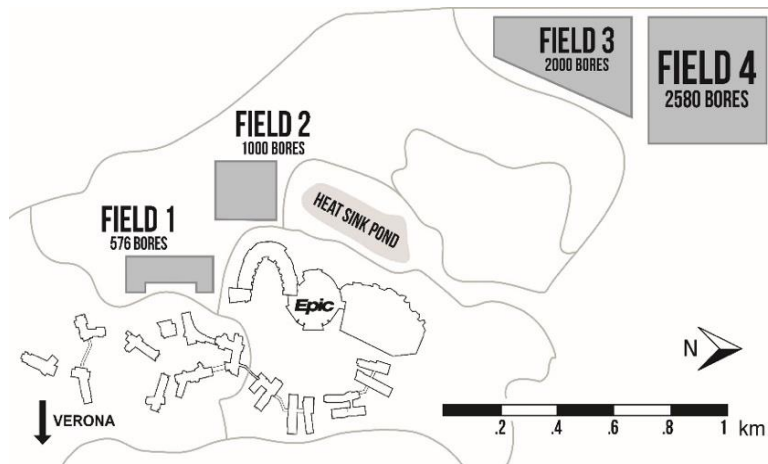 FIELD 3
2000 BORES
FIELD 4
2580 BORES
FIELD 2
1000 BORES
HEAT SINK POND
FIELD 1
576 BORES
Epic
N
VERONA
.2 .4 .6 .8 1 km